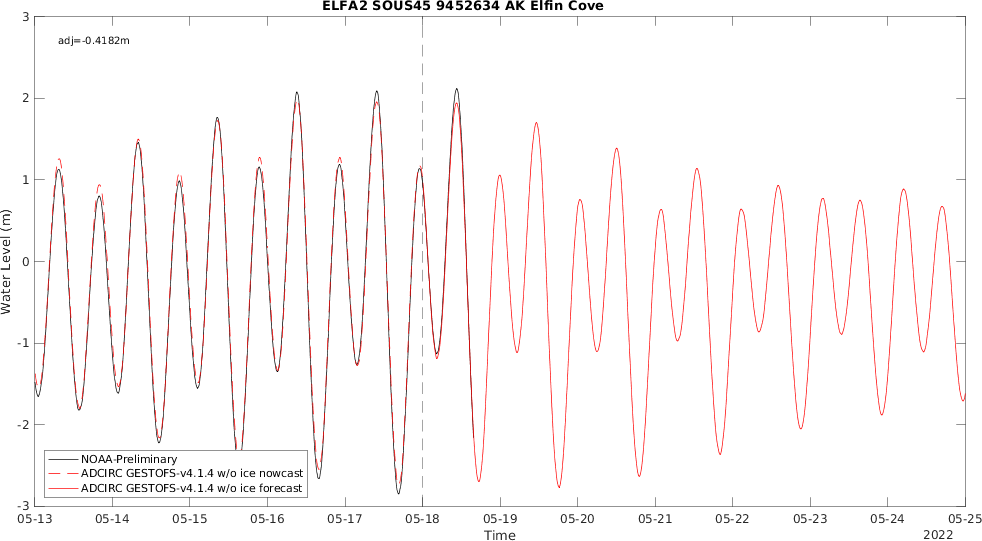 ELFA2 SOUS45 9452634 AK Elfin Cove
adj=-0.4182m
3
2
1
0
-1
-2
-3
Water Level (m)
NOAA-Preliminary
ADCIRC GESTOFS-v4.1.4 w/o ice nowcast
ADCIRC GESTOFS-v4.1.4 w/o ice forecast
05-13 05-14 05-15 05-16 05-17 05-18 05-19 05-20 05-21 05-22 05-23 05-24 05-25
Time
2022